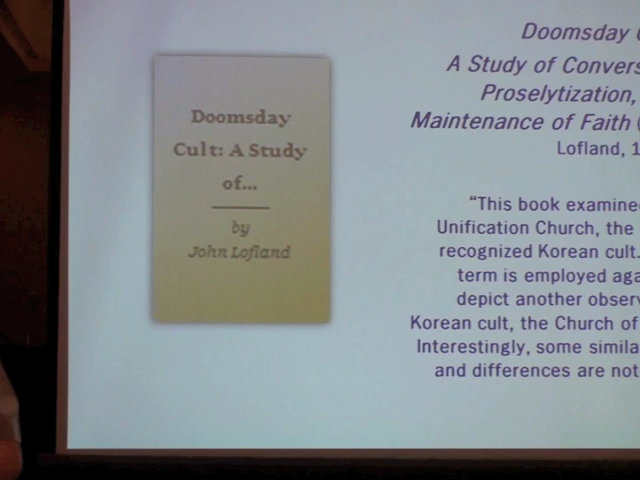 Doomsday
Cult: A Study
of...
by
John Lofland
Doomsday
A Study of Convers
Proselytization,
Maintenance of Faith (
Lofland, 1
"This book examine
Unification Church, the
recognized Korean cult.
term is employed aga
depict another observ
Korean cult, the Church of
Interestingly, some simila
and differences are not